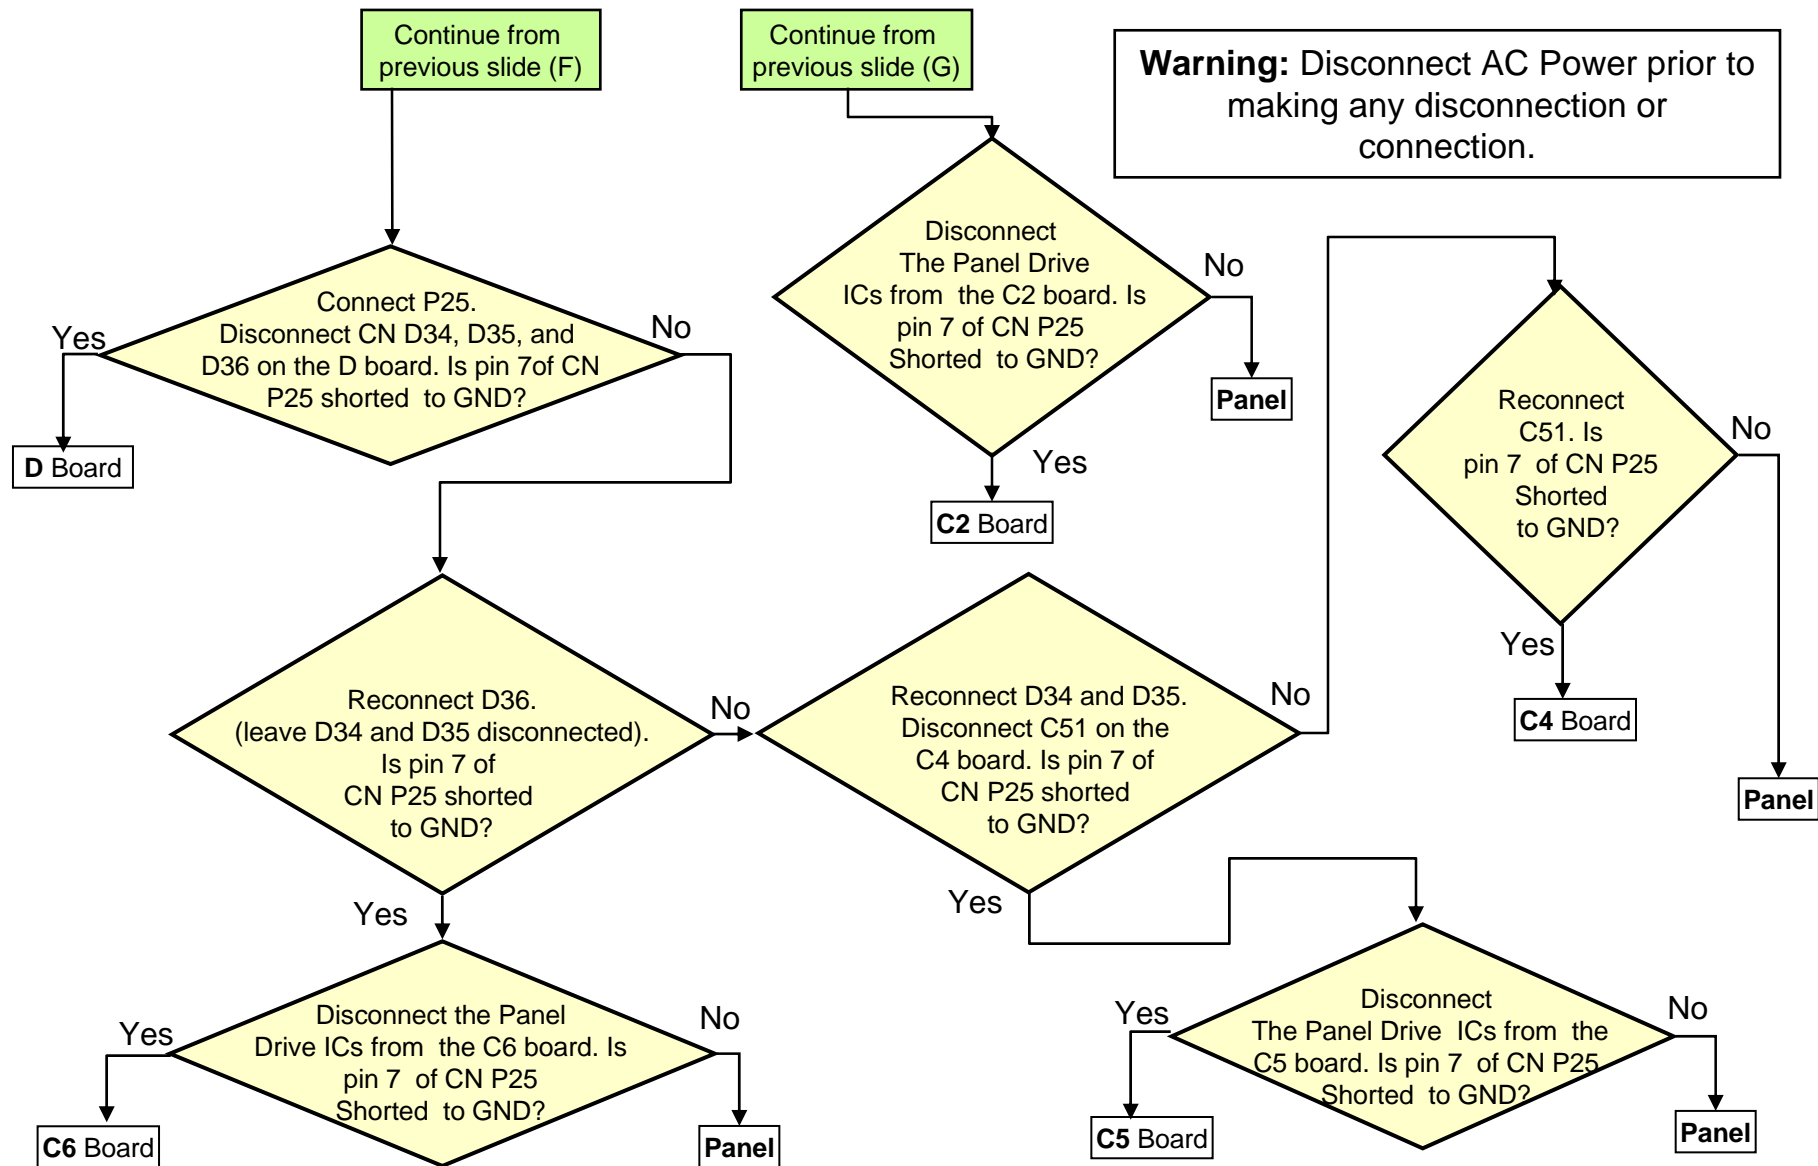 Continue from
previous slide (F)
Continue from
previous slide (G)
Warning: Disconnect AC Power prior to
making any disconnection or
connection.
Connect P25.
Disconnect CN D34, D35, and
D36 on the D board. Is pin 7of CN
P25 shorted to GND?
Yes
No
D Board
Disconnect
The Panel Drive
ICs from the C2 board. Is
pin 7 of CN P25
Shorted to GND?
No
Panel
Yes
C2 Board
Reconnect
C51. Is
pin 7 of CN P25
Shorted
to GND?
No
Yes
C4 Board
Panel
Reconnect D36.
(leave D34 and D35 disconnected).
Is pin 7 of
CN P25 shorted
to GND?
No
Yes
Reconnect D34 and D35.
Disconnect C51 on the
C4 board. Is pin 7 of
CN P25 shorted
to GND?
No
Yes
Disconnect the Panel
Drive ICs from the C6 board. Is
pin 7 of CN P25
Shorted to GND?
Yes
No
C6 Board
Panel
Disconnect
The Panel Drive ICs from the
C5 board. Is pin 7 of CN P25
Shorted to GND?
Yes
No
C5 Board
Panel